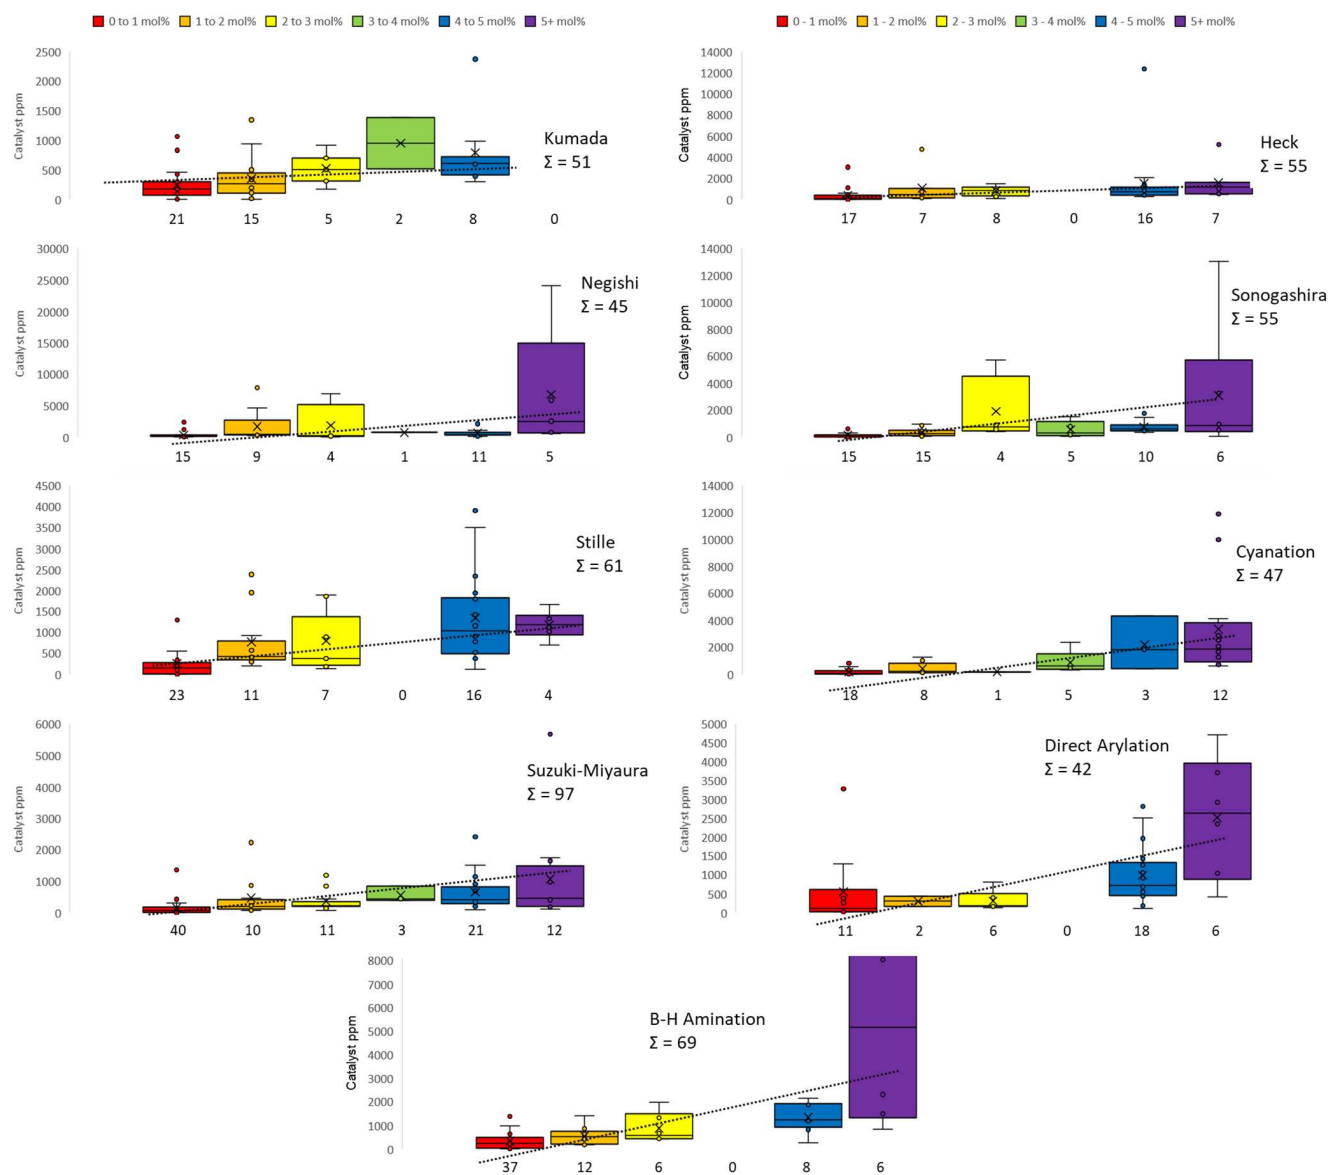 0 to 1 mol% 1 to 2 mol% 2 to 3 mol% 3 to 4 mol% 4 to 5 mol% 5+ mol%
Catalyst ppm
2500
2000
1500
1000
500
0
Kumada
Σ = 51
21 15 5 2 8 0
0 - 1 mol% 1 - 2 mol% 2 - 3 mol% 3 - 4 mol% 4 - 5 mol% 5+ mol%
Catalyst ppm
14000
12000
10000
8000
6000
4000
2000
0
Heck
Σ = 55
17 7 8 0 16 7
Catalyst ppm
30000
25000
20000
15000
10000
5000
0
Negishi
Σ = 45
15 9 4 1 11 5
Catalyst ppm
14000
12000
10000
8000
6000
4000
2000
0
Sonogashira
Σ = 55
15 15 4 5 10 6
Catalyst ppm
4500
4000
3500
3000
2500
2000
1500
1000
500
0
Stille
Σ = 61
23 11 7 0 16 4
Catalyst ppm
14000
12000
10000
8000
6000
4000
2000
0
Cyanation
Σ = 47
18 8 1 5 3 12
Catalyst ppm
6000
5000
4000
3000
2000
1000
0
Suzuki-Miyaura
Σ = 97
40 10 11 3 21 12
Catalyst ppm
5000
4500
4000
3500
3000
2500
2000
1500
1000
500
0
Direct Arylation
Σ = 42
11 2 6 0 18 6
Catalyst ppm
8000
7000
6000
5000
4000
3000
2000
1000
0
B-H Amination
Σ = 69
37 12 6 0 8 6